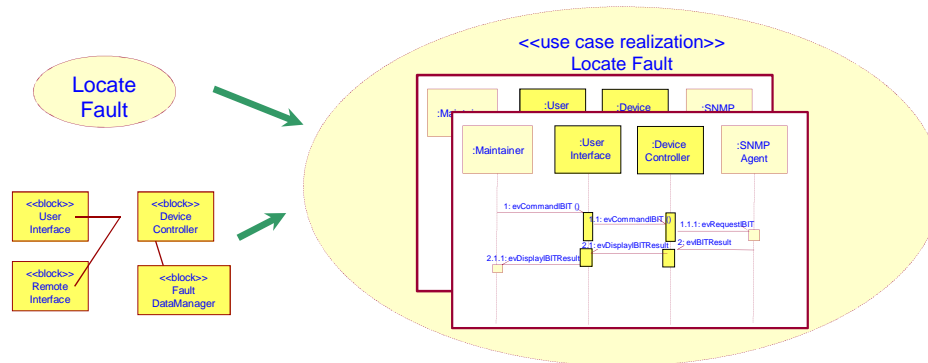 <<use case realization>>
Locate Fault
Locate
Fault
:User
:Device
:SNMP
:Maintainer
:User
Interface
:Device
Controller
:SNMP
Agent
1: evCommandIBIT ()
1.1: evCommandIBIT ()
1.1.1: evRequestIBIT
2: evIBITResult
2.1: evDisplayIBITResult
2.1.1: evDisplayIBITResult
<<block>>
User
Interface
<<block>>
Device
Controller
<<block>>
Remote
Interface
<<block>>
Fault
DataManager